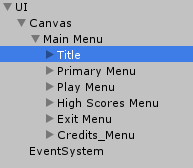 UI
Canvas
Main Menu
Title
Primary Menu
Play Menu
High Scores Menu
Exit Menu
Credits_Menu
EventSystem